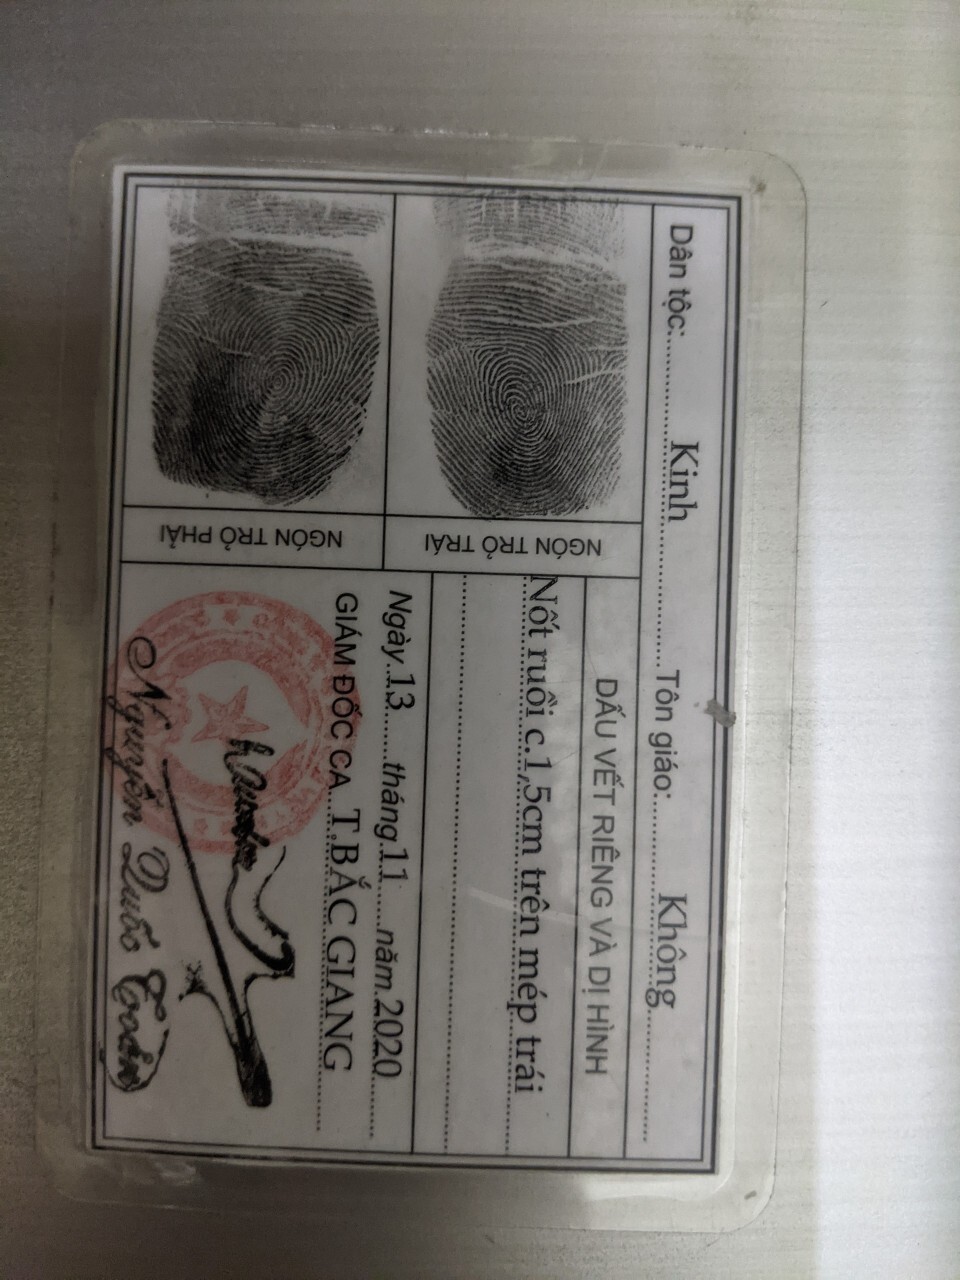 Dân tộc: Kinh Tôn giáo: Không
NGÓN TRỎ TRÁI
NGÓN TRỎ PHẢI
DẤU VẾT RIÊNG VÀ DỊ HÌNH
Nốt ruồi c.1,5cm trên mép trái
Ngày 13 tháng 11 năm 2020
GIÁM ĐỐC CA T.BẮC GIANG
Nguyễn Quốc Toản